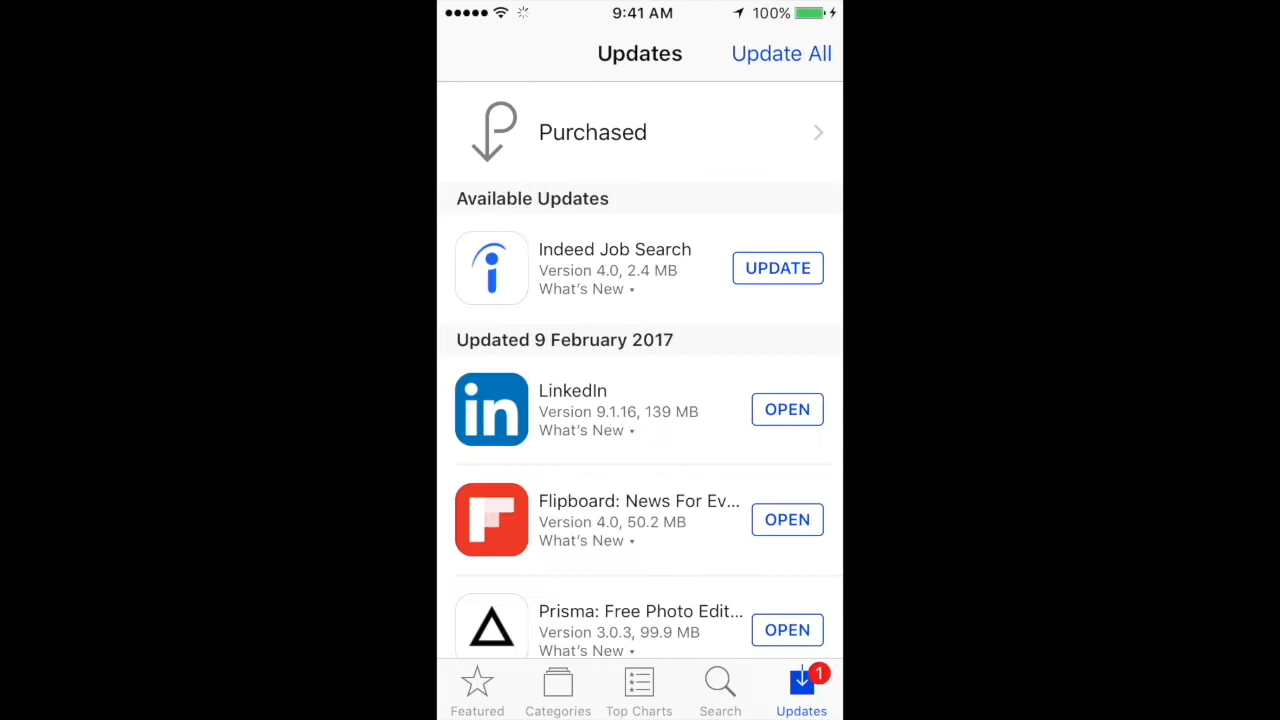 9:41 AM 100%
Updates Update All
Purchased
Available Updates
Indeed Job Search
Version 4.0, 2.4 MB
What's New
UPDATE
Updated 9 February 2017
LinkedIn
Version 9.1.16, 139 MB
What's New
OPEN
in
Flipboard: News For Ev...
Version 4.0, 50.2 MB
What's New
OPEN
Prisma: Free Photo Edit...
Version 3.0.3, 99.9 MB
What's New
OPEN
1
Featured Categories Top Charts Search Updates